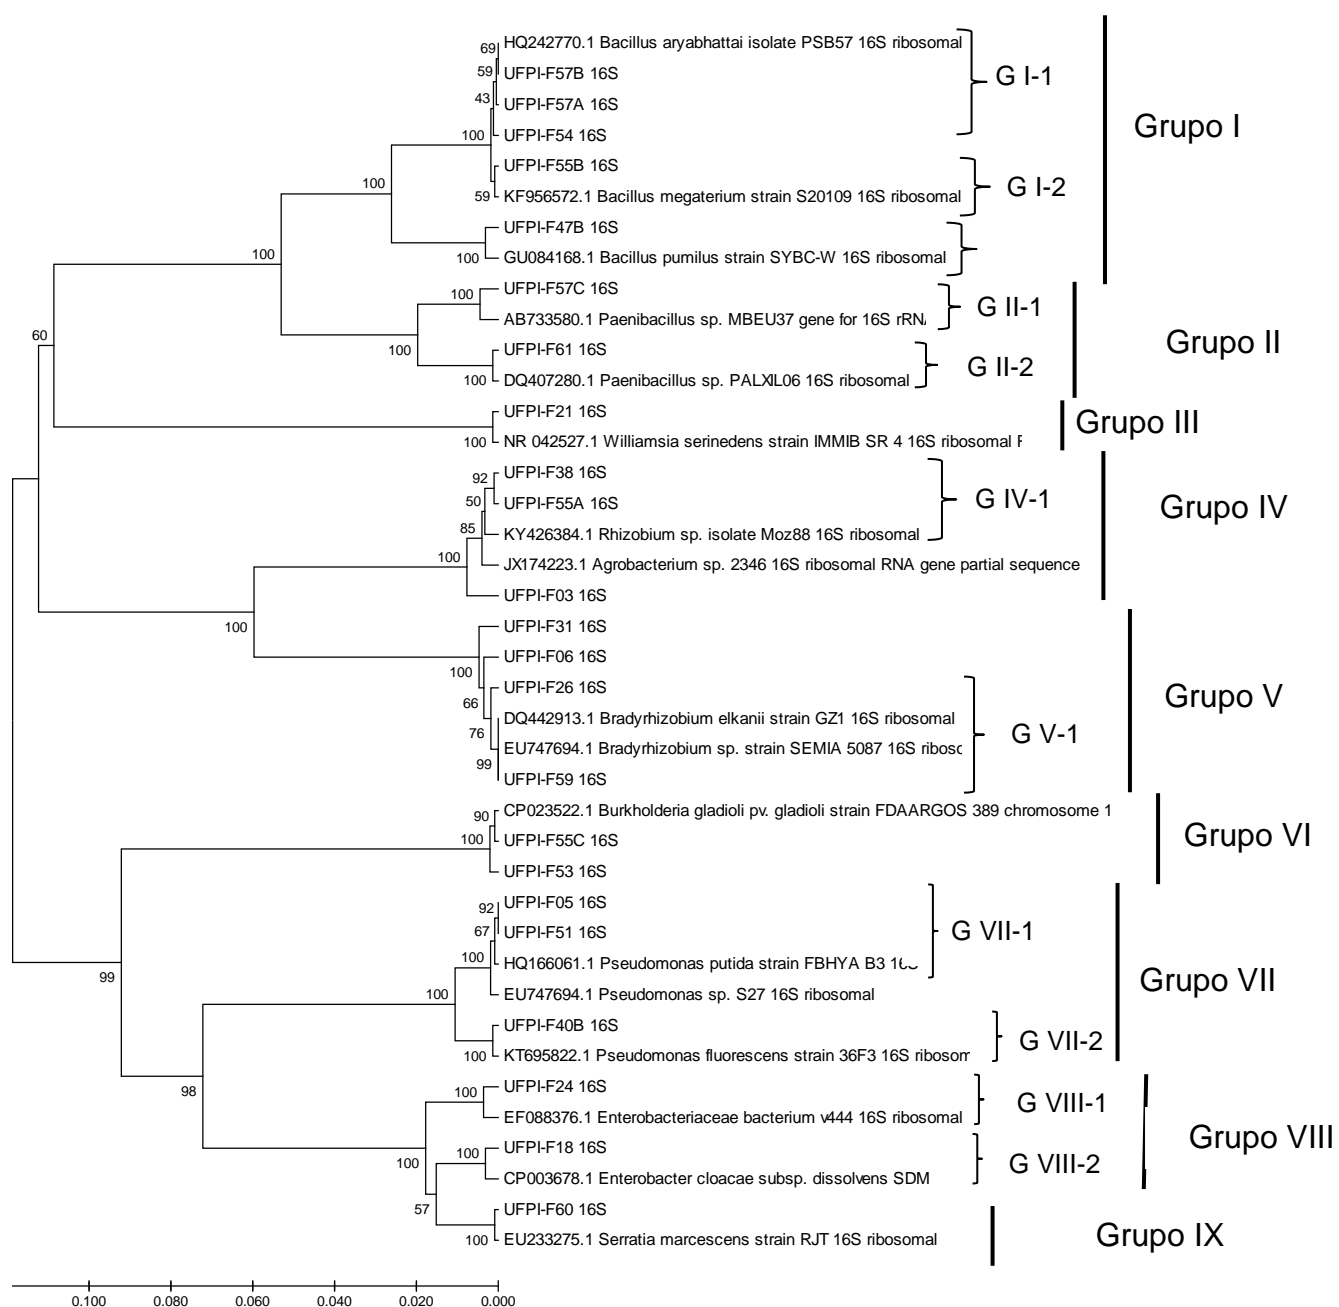 HQ242770.1 Bacillus aryabhattai isolate PSB57 16S ribosomal
69
UFPI-F57B 16S
59
G I-1
UFPI-F57A 16S
43
UFPI-F54 16S
100
Grupo I
UFPI-F55B 16S
100
KF956572.1 Bacillus megaterium strain S20109 16S ribosomal
59
G I-2
UFPI-F47B 16S
100
GU084168.1 Bacillus pumilus strain SYBC-W 16S ribosomal
100
UFPI-F57C 16S
100
AB733580.1 Paenibacillus sp. MBEU37 gene for 16S rRN
G II-1
60
UFPI-F61 16S
100
Grupo II
DQ407280.1 Paenibacillus sp. PALXIL06 16S ribosomal
100
G II-2
UFPI-F21 16S
NR 042527.1 Williamsia serinedens strain IMMIB SR 4 16S ribosomal
100
Grupo III
UFPI-F38 16S
92
UFPI-F55A 16S
50
G IV-1
KY426384.1 Rhizobium sp. isolate Moz88 16S ribosomal
85
Grupo IV
JX174223.1 Agrobacterium sp. 2346 16S ribosomal RNA gene partial sequence
100
UFPI-F03 16S
100
UFPI-F31 16S
UFPI-F06 16S
100
UFPI-F26 16S
66
Grupo V
DQ442913.1 Bradyrhizobium elkanii strain GZ1 16S ribosomal
76
G V-1
EU747694.1 Bradyrhizobium sp. strain SEMIA 5087 16S ribosc
99
UFPI-F59 16S
CP023522.1 Burkholderia gladioli pv. gladioli strain FDAARGOS 389 chromosome 1
90
UFPI-F55C 16S
100
Grupo VI
UFPI-F53 16S
UFPI-F05 16S
92
UFPI-F51 16S
67
G VII-1
HQ166061.1 Pseudomonas putida strain FBHYA B3
100
99
Grupo VII
EU747694.1 Pseudomonas sp. S27 16S ribosomal
100
UFPI-F40B 16S
KT695822.1 Pseudomonas fluorescens strain 36F3 16S ribosom
100
G VII-2
98
UFPI-F24 16S
100
EF088376.1 Enterobacteriaceae bacterium v444 16S ribosomal
G VIII-1
UFPI-F18 16S
100
Grupo VIII
100
CP003678.1 Enterobacter cloacae subsp. dissolvens SDM
G VIII-2
57
UFPI-F60 16S
EU233275.1 Serratia marcescens strain RJT 16S ribosomal
100
Grupo IX
0.100 0.080 0.060 0.040 0.020 0.000